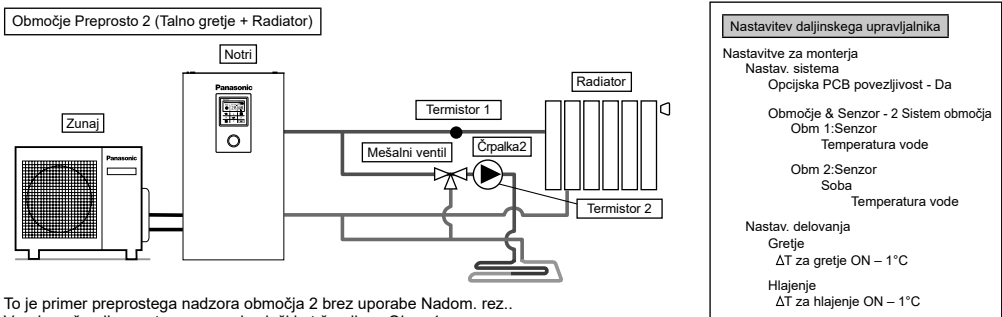 Območje Preprosto 2 (Talno gretje + Radiator)
Zunaj
Panasonic
Notri
Panasonic
Termistor 1
Mešalni ventil
Črpalka2
Termistor 2
Radiator
To je primer preprostega nadzora območja 2 brez uporabe Nadom. rez..
Nastavitev daljinskega upravljalnika
Nastavitve za monterja
Nastav. sistema
Opcijska PCB povezljivost - Da
Območje & Senzor - 2 Sistem območja
Obm 1:Senzor
Temperatura vode
Obm 2:Senzor
Soba
Temperatura vode
Nastav. delovanja
Gretje
ΔT za gretje ON – 1°C
Hlajenje
ΔT za hlajenje ON – 1°C